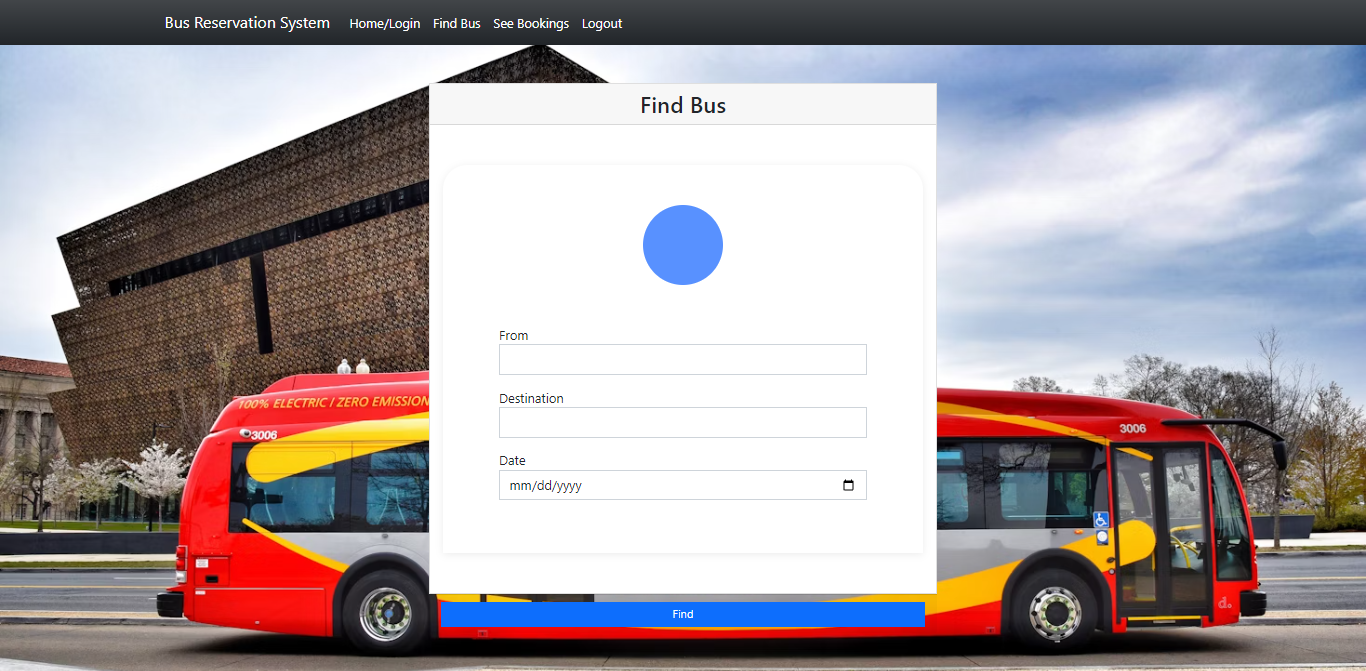 Bus Reservation System Home/Login Find Bus See Bookings Logout
Find Bus
From
Destination
Date
mm/dd/yyyy
Find
100% ELECTRIC / ZERO EMISSION
3006
3006
d.